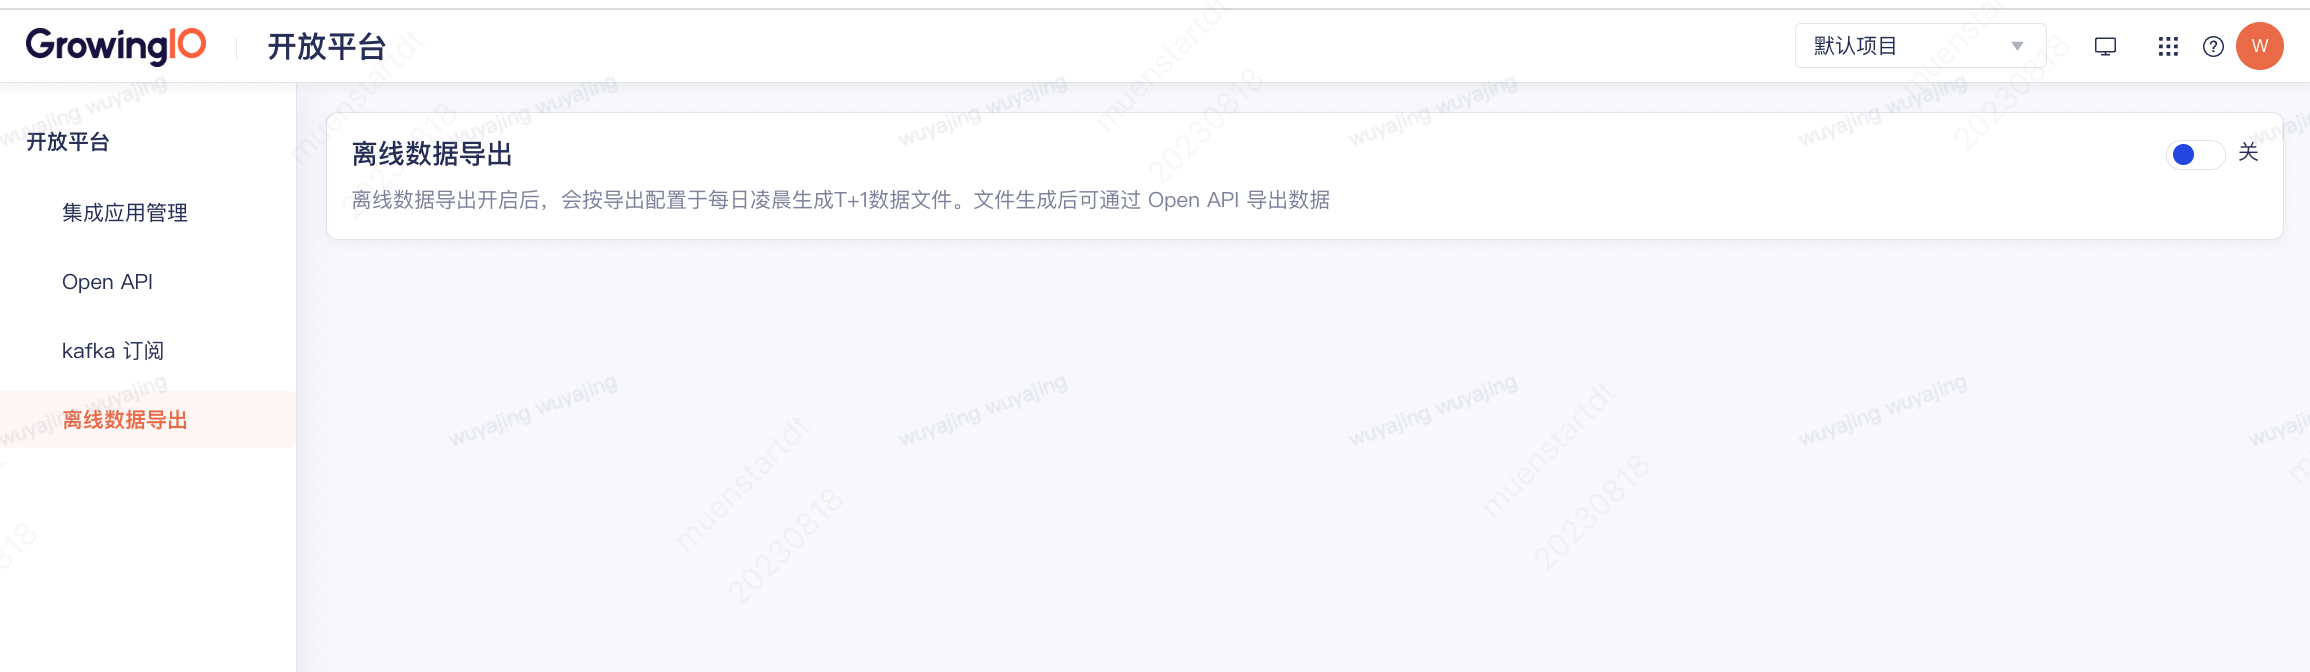 GrowingIO
开放平台
默认项目
W
开放平台
集成应用管理
Open API
kafka 订阅
离线数据导出
离线数据导出
关
离线数据导出开启后，会按导出配置于每日凌晨生成T+1数据文件。文件生成后可通过 Open API 导出数据
wuyajing wuyajing
muenstartdt
20230818